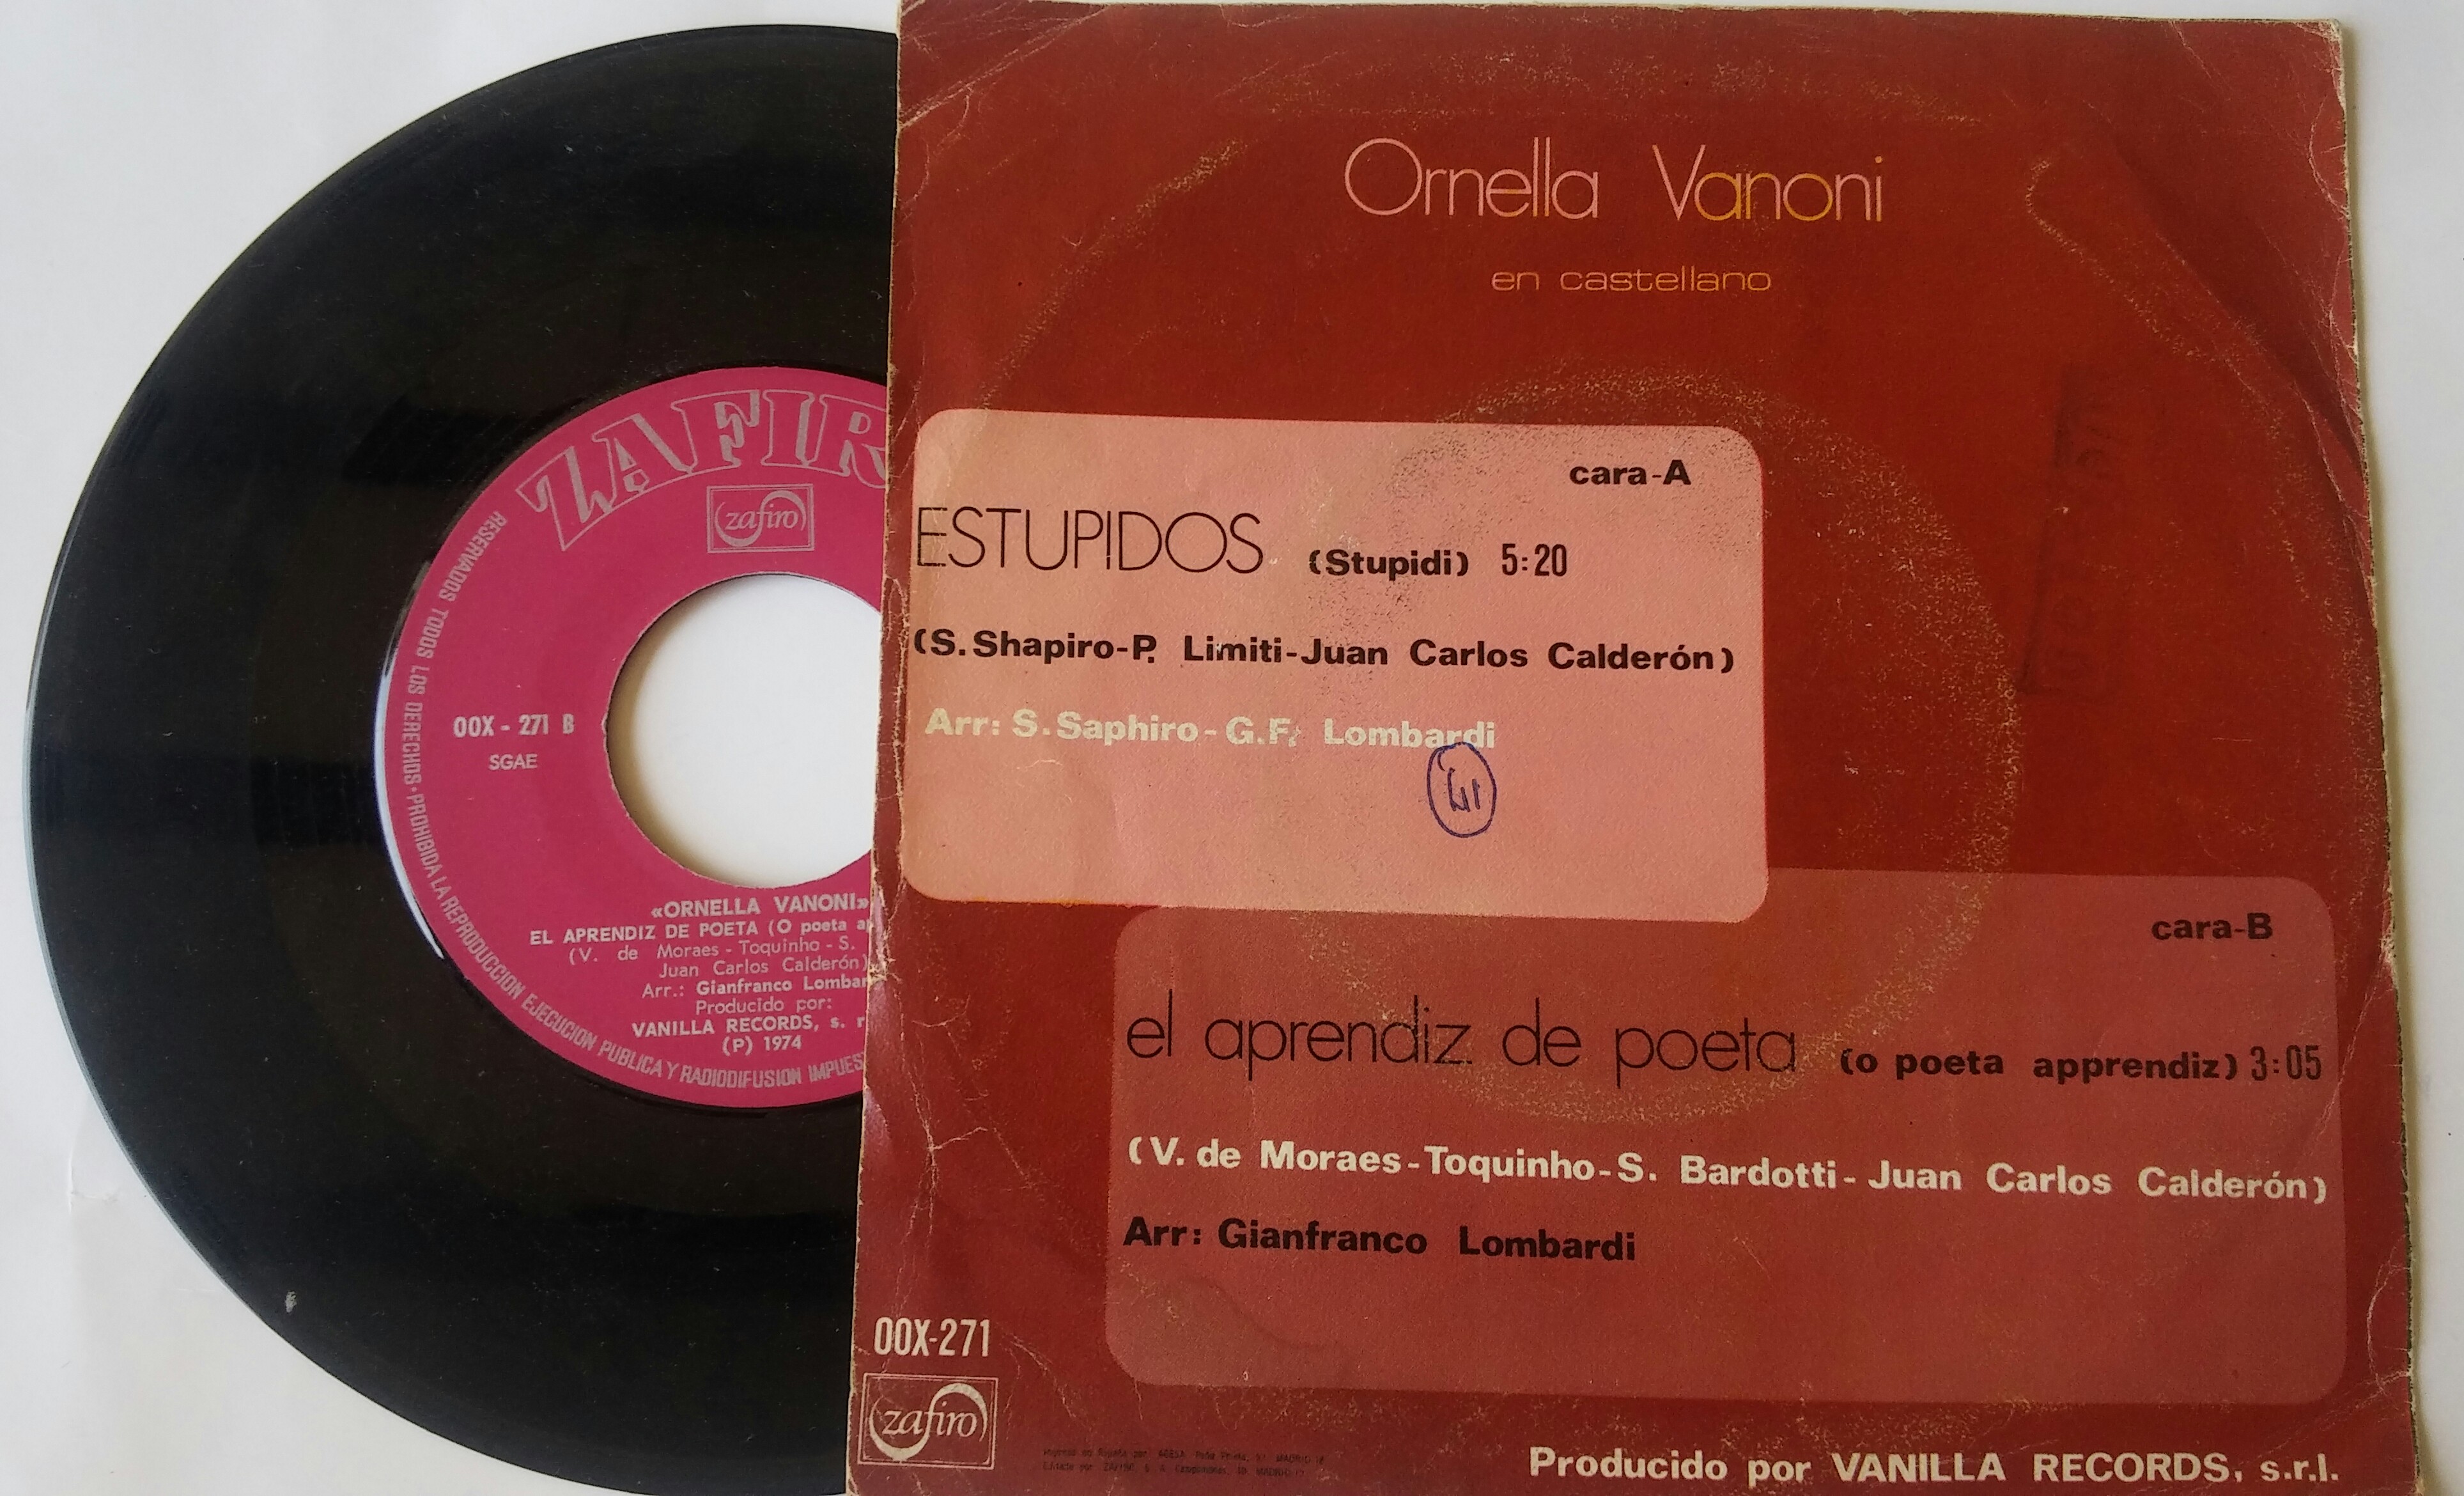 ZAFIR
zafiro
RESERVADOS TODOS LOS DERECHOS • PROHIBIDA LA REPRODUCCION EJECUCION PUBLICA Y RADIODIFUSION IMPUES
00X - 271 B
SGAE
«ORNELLA VANONI»
EL APRENDIZ DE POETA (O poeta
(V. de Moraes - Toquinho - S.
Juan Carlos Calderón)
Arr.: Gianfranco Lombar
Producido por:
VANILLA RECORDS, s. r
(P) 1974
Ornella Vanoni
en castellano
cara-A
ESTUPIDOS (Stupidi) 5:20
(S. Shapiro-P. Limiti-Juan Carlos Calderón)
Arr: S. Saphiro - G.F. Lombardi
cara-B
el aprendiz de poeta (o poeta apprendiz) 3:05
(V. de Moraes - Toquinho - S. Bardotti - Juan Carlos Calderón)
Arr: Gianfranco Lombardi
00X-271
zafiro
Producido por VANILLA RECORDS, s.r.l.